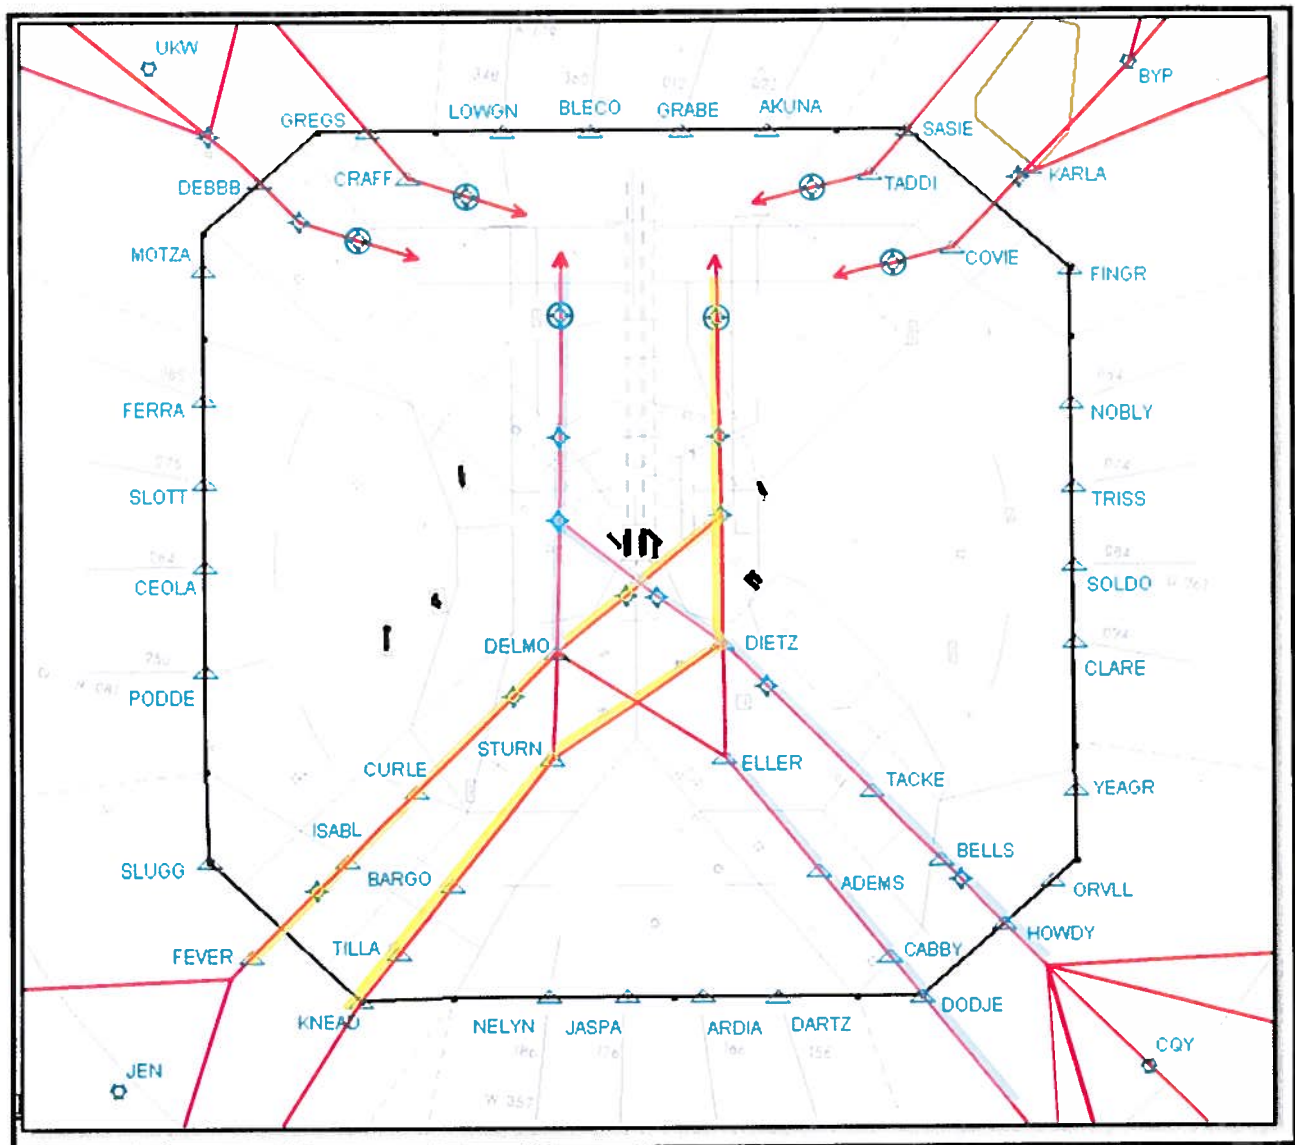 UKW
BYP
GREGS
LOWGN
BLECO
GRABE
AKUNA
SASIE
DEBBB
CRAFF
TADDI
KARLA
MOTZA
COVIE
FINGR
FERRA
NOBLY
SLOTT
TRISS
CEOLA
SOLDO
DELMO
DIETZ
CLARE
PODDE
STURN
ELLER
CURLE
TACKE
YEAGR
ISABL
BELLS
SLUGG
BARGO
ADEMS
ORVLL
FEVER
TILLA
CABBY
HOWDY
KNEAD
NELYN
JASPA
ARDIA
DARTZ
DODJE
JEN
CQY
W 357